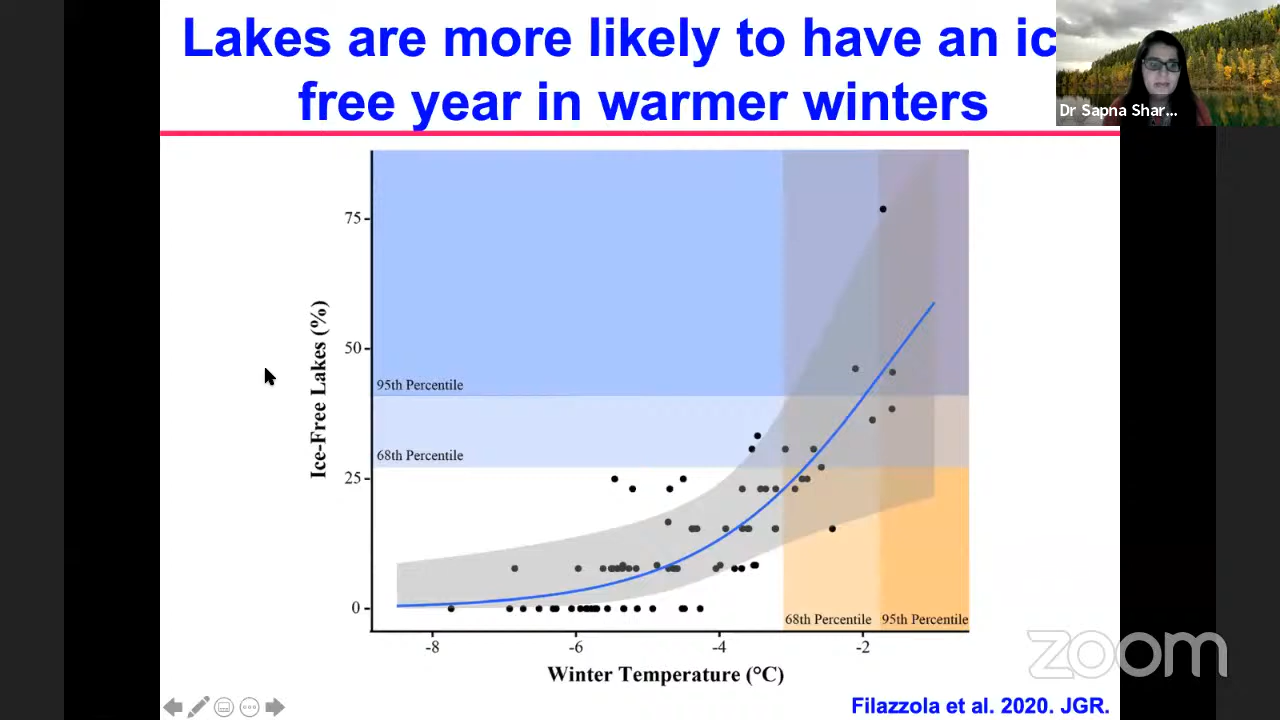 Lakes are more likely to have an ic
free year in warmer winters
Dr Sapna Shar...
75
50
25
0
Ice-Free Lakes (%)
95th Percentile
68th Percentile
68th Percentile
95th Percentile
-8
-6
-4
-2
Winter Temperature (°C)
zoom
Filazzola et al. 2020. JGR.